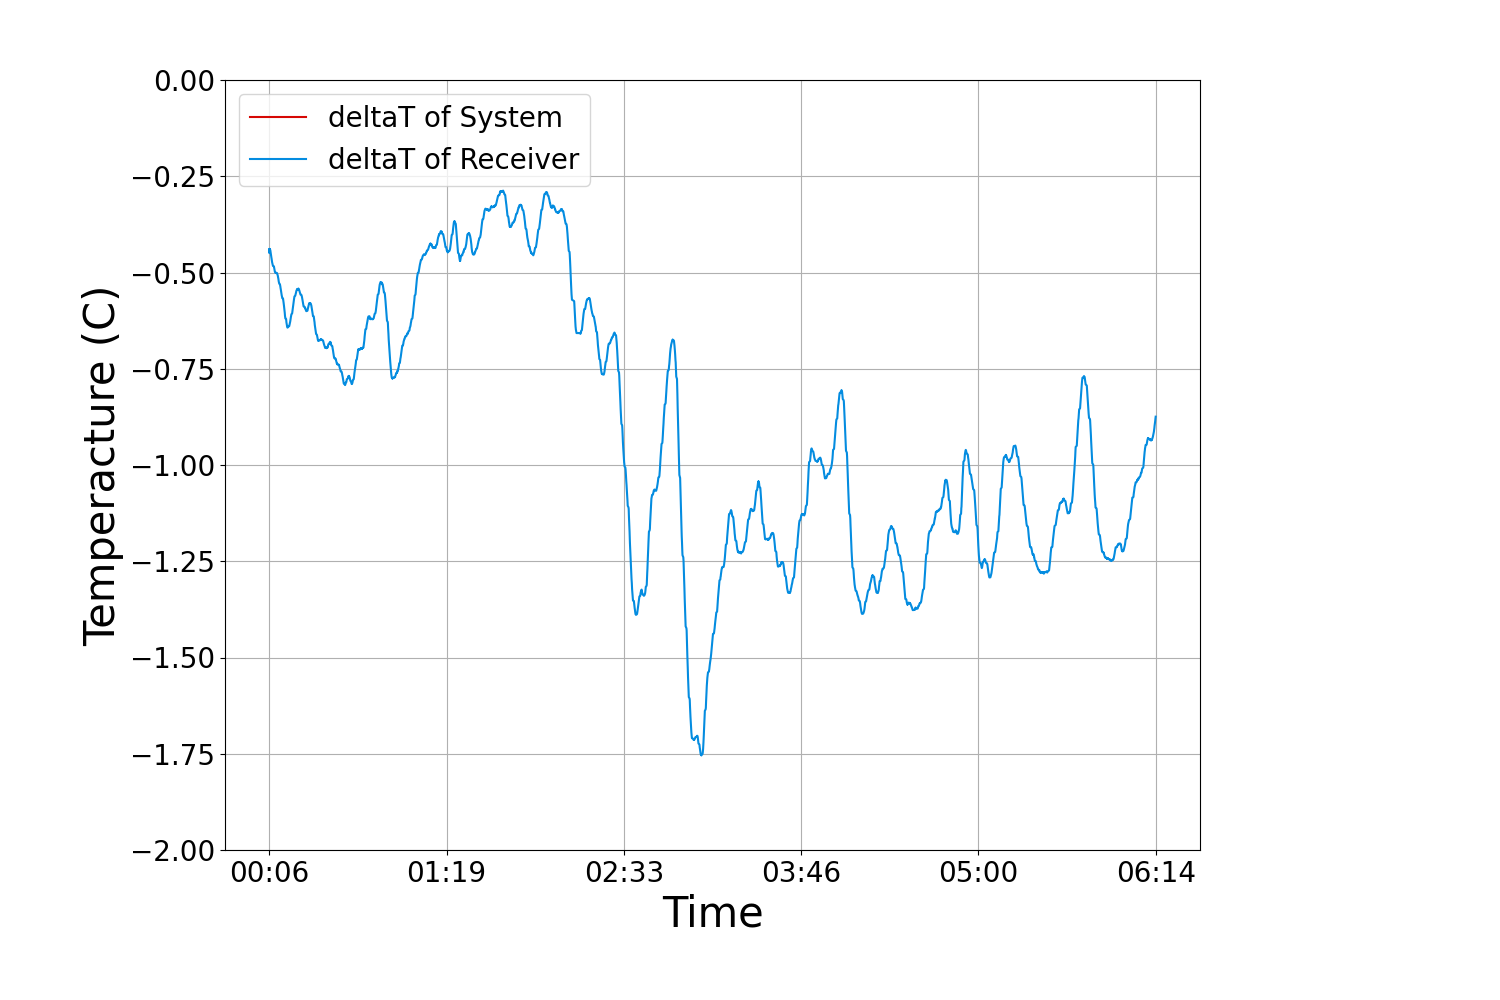 0.00
−0.25
−0.50
−0.75
−1.00
−1.25
−1.50
−1.75
−2.00
Temperacture (C)
deltaT of System
deltaT of Receiver
00:06 01:19 02:33 03:46 05:00 06:14
Time